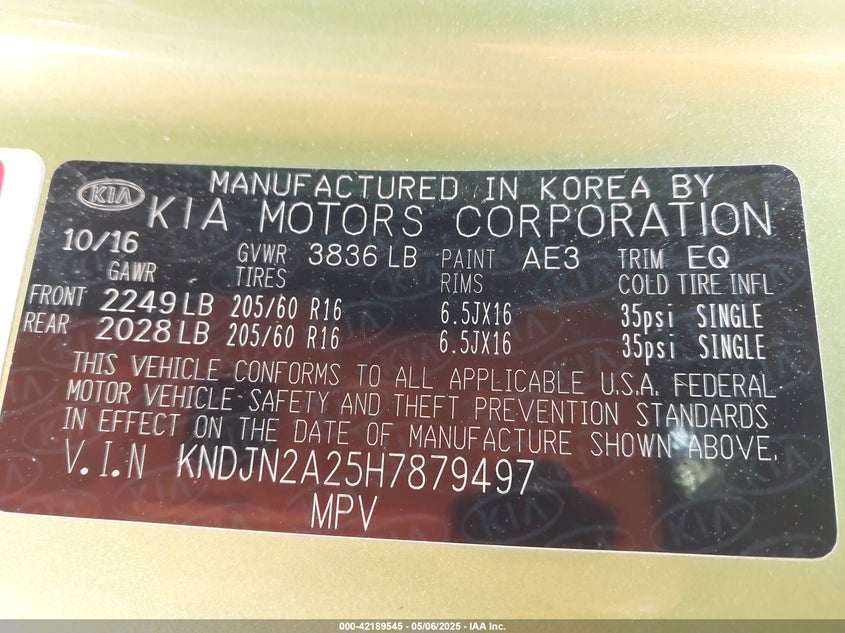 KIA MANUFACTURED IN KOREA BY
KIA MOTORS CORPORATION
10/16 GVWR 3836 LB PAINT AE3 TRIM EQ
GAWR TIRES RIMS COLD TIRE INFL
FRONT 2249 LB 205/60 R16 6.5JX16 35psi SINGLE
REAR 2028 LB 205/60 R16 6.5JX16 35psi SINGLE
THIS VEHICLE CONFORMS TO ALL APPLICABLE U.S.A. FEDERAL
MOTOR VEHICLE SAFETY AND THEFT PREVENTION STANDARDS
IN EFFECT ON THE DATE OF MANUFACTURE SHOWN ABOVE.
V.I.N KNDJN2A25H7879497
MPV
000-42189545 - 05/06/2025 - IAA Inc.